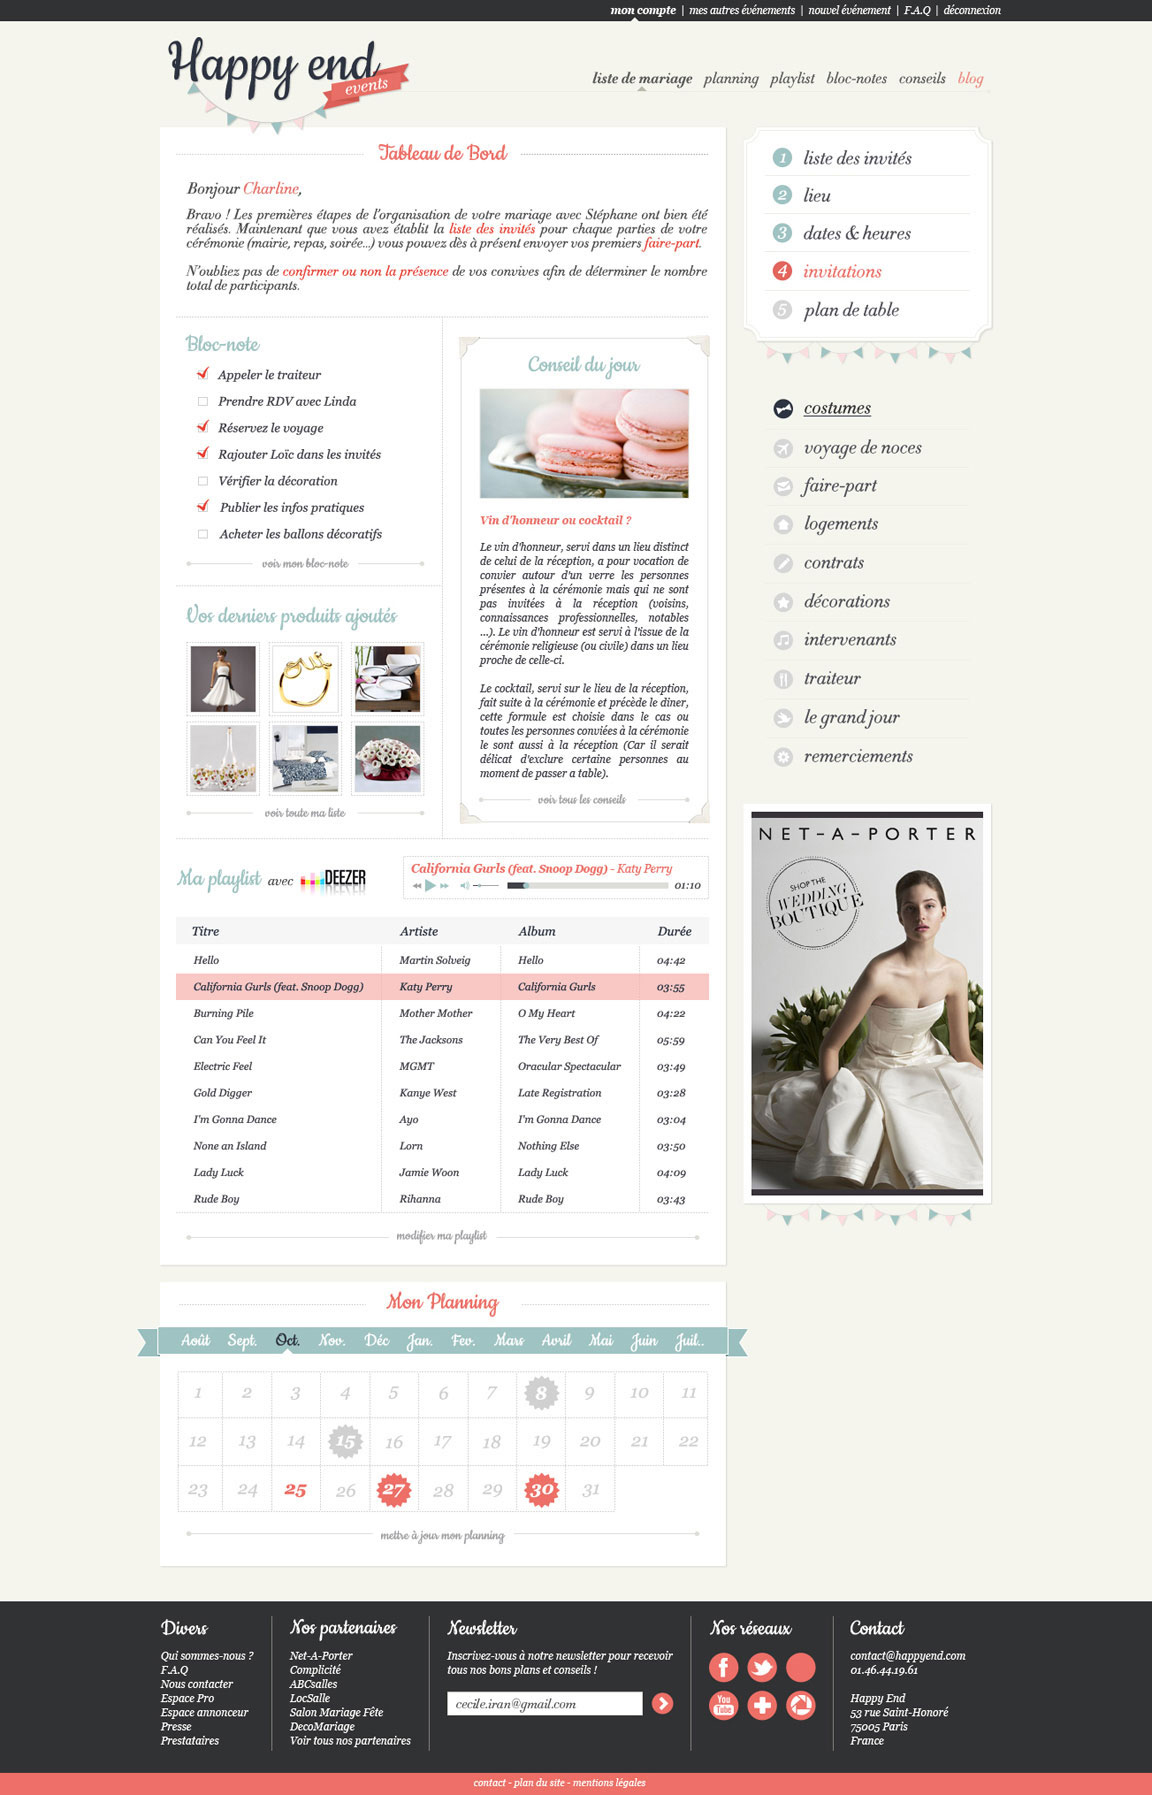 mon compte | mes autres événements | nouvel événement | F.A.Q | déconnexion
Happy end
events
liste de mariage planning playlist bloc-notes conseils blog
Tableau de Bord
Bonjour Charline,
Bravo ! Les premières étapes de l'organisation de votre mariage avec Stéphane ont bien été
réalisés. Maintenant que vous avez établit la liste des invités pour chaque parties de votre
cérémonie (mairie, repas, soirée...) vous pouvez dès à présent envoyer vos premiers faire-part.
N'oubliez pas de confirmer ou non la présence de vos convives afin de déterminer le nombre
total de participants.
Bloc-note
Appeler le traiteur
Prendre RDV avec Linda
Réservez le voyage
Rajouter Loïc dans les invités
Vérifier la décoration
Publier les infos pratiques
Acheter les ballons décoratifs
voir mon bloc-note
Vos derniers produits ajoutés
oui
voir toute ma liste
Conseil du jour
Vin d'honneur ou cocktail ?
Le vin d'honneur, servi dans un lieu distinct
de celui de la réception, a pour vocation de
convier autour d'un verre les personnes
présentes à la cérémonie mais qui ne sont
pas invitées à la réception (voisins,
connaissances professionnelles, notables
...). Le vin d'honneur est servi à l'issue de la
cérémonie religieuse (ou civile) dans un lieu
proche de celle-ci.
Le cocktail, servi sur le lieu de la réception,
fait suite à la cérémonie et précède le diner,
cette formule est choisie dans le cas ou
toutes les personnes conviées à la cérémonie
le sont aussi à la réception (Car il serait
délicat d'exclure certaine personnes au
moment de passer a table).
voir tous les conseils
Ma playlist avec DEEZER
California Gurls (feat. Snoop Dogg) - Katy Perry
01:10
Titre Artiste Album Durée
Hello Martin Solveig Hello 04:42
California Gurls (feat. Snoop Dogg) Katy Perry California Gurls 03:55
Burning Pile Mother Mother O My Heart 04:22
Can You Feel It The Jacksons The Very Best Of 05:59
Electric Feel MGMT Oracular Spectacular 03:49
Gold Digger Kanye West Late Registration 03:28
I'm Gonna Dance Ayo I'm Gonna Dance 03:04
None an Island Lorn Nothing Else 03:50
Lady Luck Jamie Woon Lady Luck 04:09
Rude Boy Rihanna Rude Boy 03:43
modifier ma playlist
Mon Planning
Août Sept. Oct. Nov. Déc Jan. Fev. Mars Avril Mai Juin Juil..
1 2 3 4 5 6 7 8 9 10 11
12 13 14 15 16 17 18 19 20 21 22
23 24 25 26 27 28 29 30 31
mettre à jour mon planning
1 liste des invités
2 lieu
3 dates & heures
4 invitations
5 plan de table
costumes
voyage de noces
faire-part
logements
contrats
décorations
intervenants
traiteur
le grand jour
remerciements
NET-A-PORTER
SHOP THE
WEDDING
BOUTIQUE
Divers
Qui sommes-nous ?
F.A.Q
Nous contacter
Espace Pro
Espace annonceur
Presse
Prestataires
Nos partenaires
Net-A-Porter
Complicité
ABCsalles
LocSalle
Salon Mariage Fête
DecoMariage
Voir tous nos partenaires
Newsletter
Inscrivez-vous à notre newsletter pour recevoir
tous nos bons plans et conseils !
cecile.iran@gmail.com
Nos réseaux
f
You
Tube
Contact
contact@happyend.com
01.46.44.19.61
Happy End
53 rue Saint-Honoré
75005 Paris
France
contact - plan du site - mentions légales